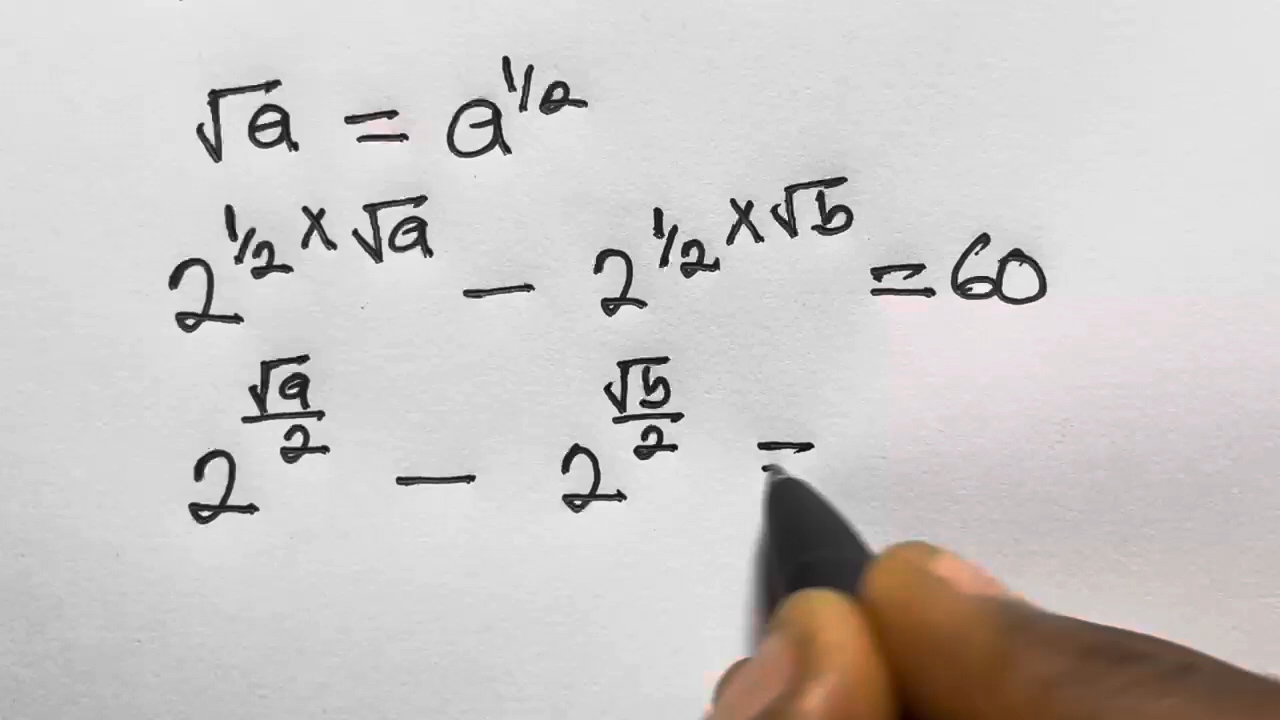 √a = a^1/2
2^1/2 × √a − 2^1/2 × √b = 60
2^√a/2 − 2^√b/2 =